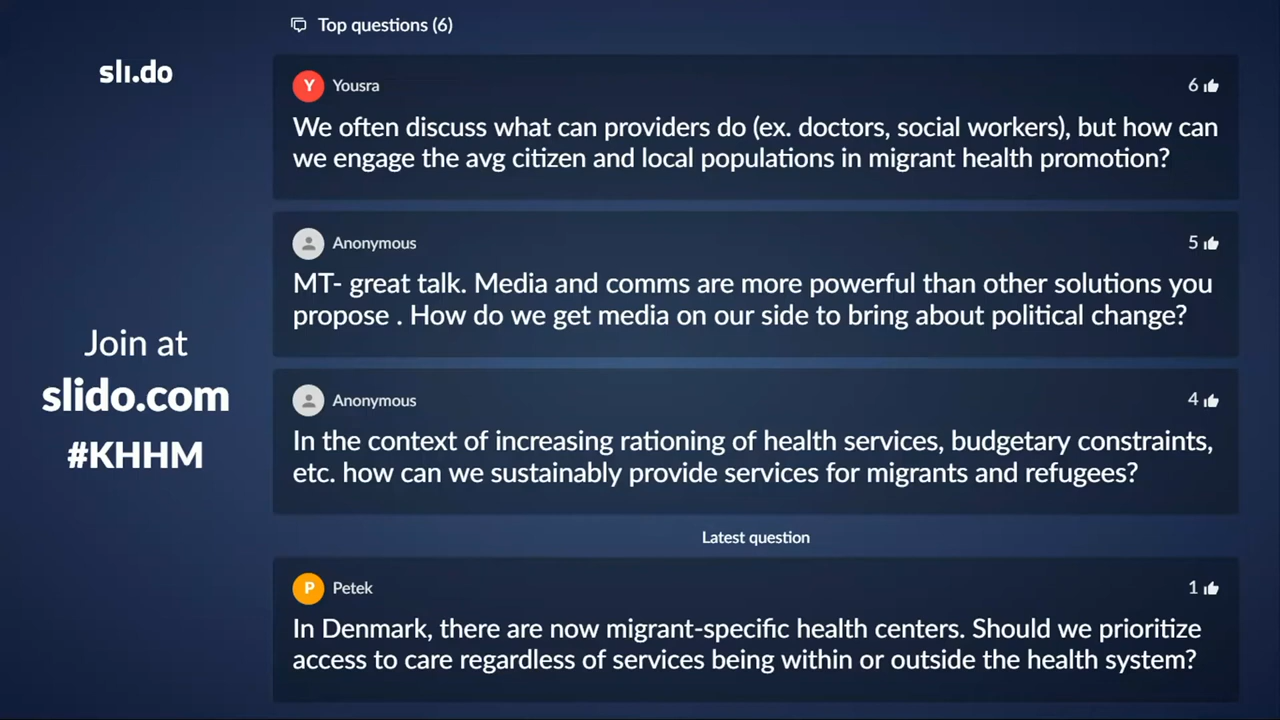 Top questions (6)
slı.do
Y
Yousra
6
We often discuss what can providers do (ex. doctors, social workers), but how can
we engage the avg citizen and local populations in migrant health promotion?
Anonymous
5
MT- great talk. Media and comms are more powerful than other solutions you
propose . How do we get media on our side to bring about political change?
Join at
slido.com
#KHHM
Anonymous
4
In the context of increasing rationing of health services, budgetary constraints,
etc. how can we sustainably provide services for migrants and refugees?
Latest question
P
Petek
1
In Denmark, there are now migrant-specific health centers. Should we prioritize
access to care regardless of services being within or outside the health system?